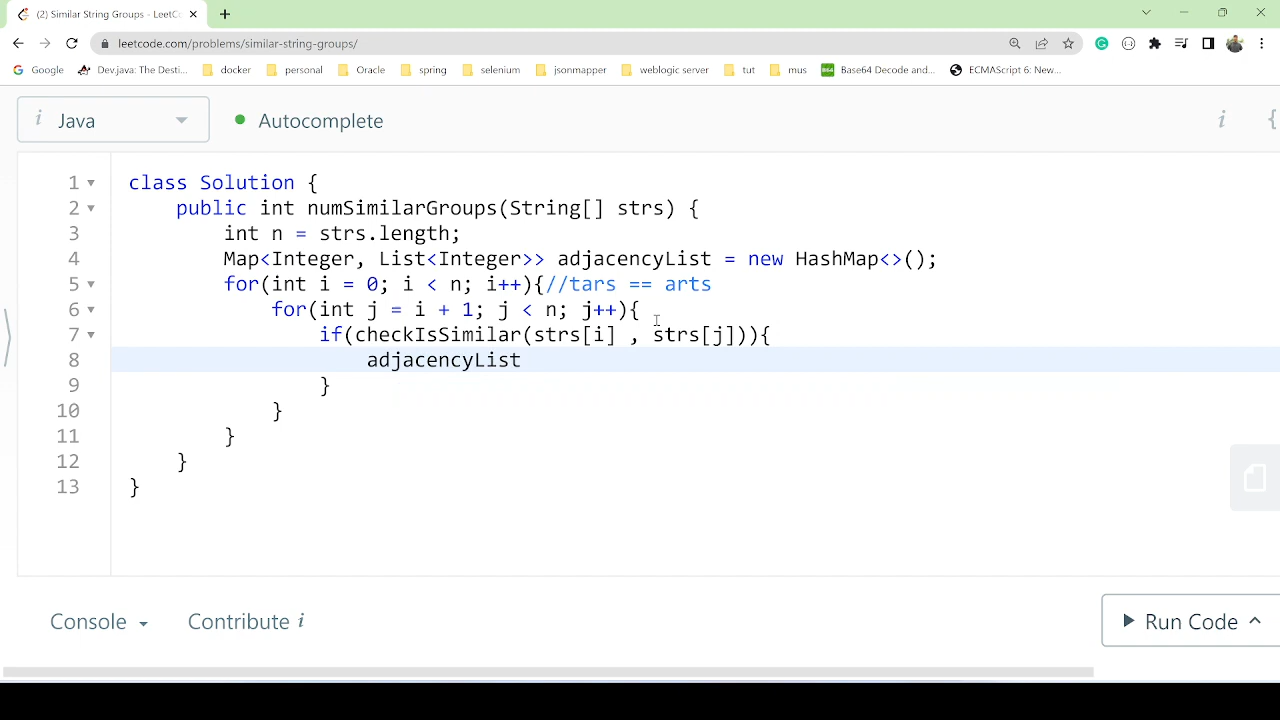 (2) Similar String Groups - LeetCo
leetcode.com/problems/similar-string-groups/
Google Dev.java: The Desti... docker personal Oracle spring selenium jsonmapper weblogic server tut mus Base64 Decode and... ECMAScript 6: New...
i Java Autocomplete i {
1 class Solution {
2 public int numSimilarGroups(String[] strs) {
3 int n = strs.length;
4 Map<Integer, List<Integer>> adjacencyList = new HashMap<>();
5 for(int i = 0; i < n; i++){//tars == arts
6 for(int j = i + 1; j < n; j++){
7 if(checkIsSimilar(strs[i] , strs[j])){
8 adjacencyList
9 }
10 }
11 }
12 }
13 }
Console Contribute i Run Code